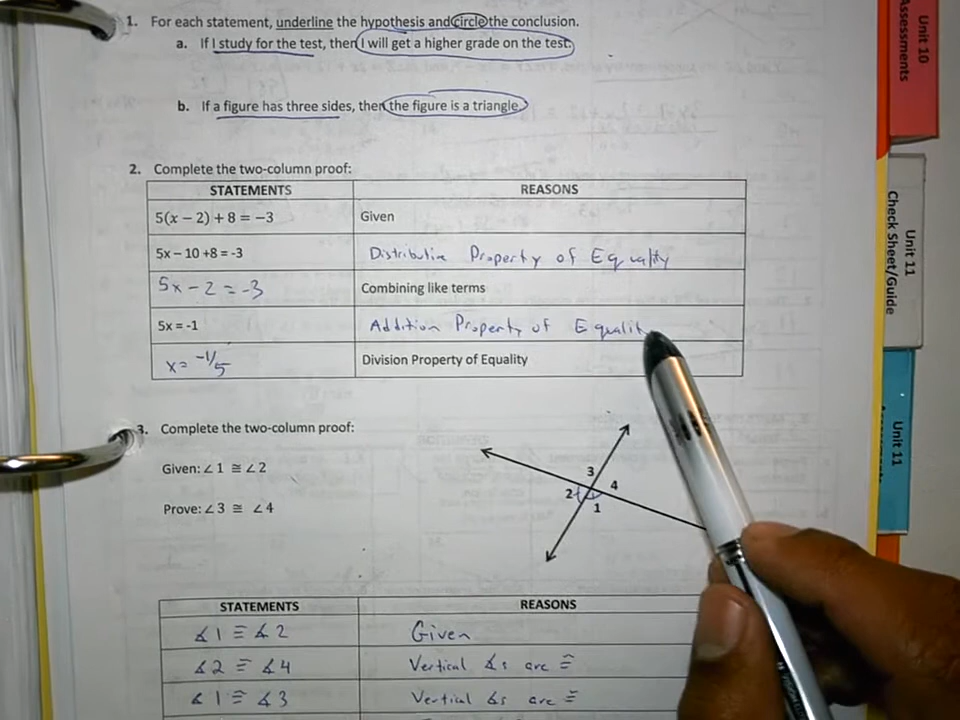 1. For each statement, underline the hypothesis and circle the conclusion.
a. If I study for the test, then I will get a higher grade on the test.
b. If a figure has three sides, then the figure is a triangle.
2. Complete the two-column proof:
STATEMENTS REASONS
5(x – 2) + 8 = –3 Given
5x – 10 +8 = -3 Distributive Property of Equality
5x - 2 = -3 Combining like terms
5x = -1 Addition Property of Equalit
x = -1/5 Division Property of Equality
3. Complete the two-column proof:
Given: ∠1 ≅ ∠2
Prove: ∠3 ≅ ∠4
3
4
2
1
STATEMENTS REASONS
∡1 ≅ ∡2 Given
∡2 ≅ ∡4 Vertical ∡s are ≅
∡1 ≅ ∡3 Vertical ∡s are ≅
Unit 10
Assessments
Unit 11
Check Sheet/Guide
Unit 11